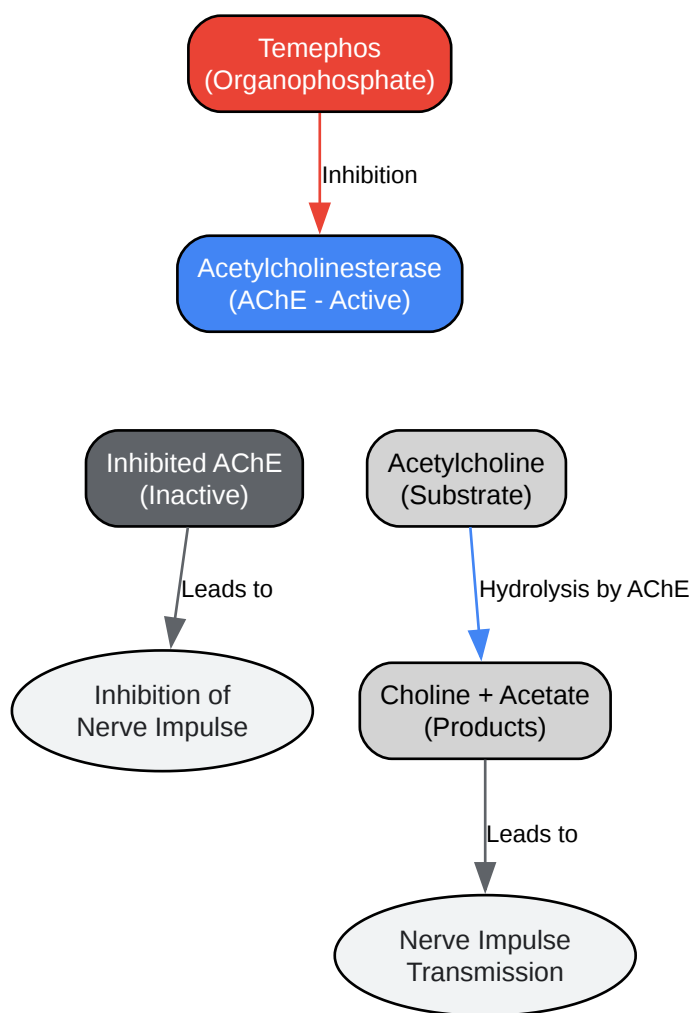 Temephos
(Organophosphate)
Inhibition
Acetylcholinesterase
(AChE - Active)
Inhibited AChE
(Inactive)
Acetylcholine
(Substrate)
Leads to
Hydrolysis by AChE
Inhibition of
Nerve Impulse
Choline + Acetate
(Products)
Leads to
Nerve Impulse
Transmission